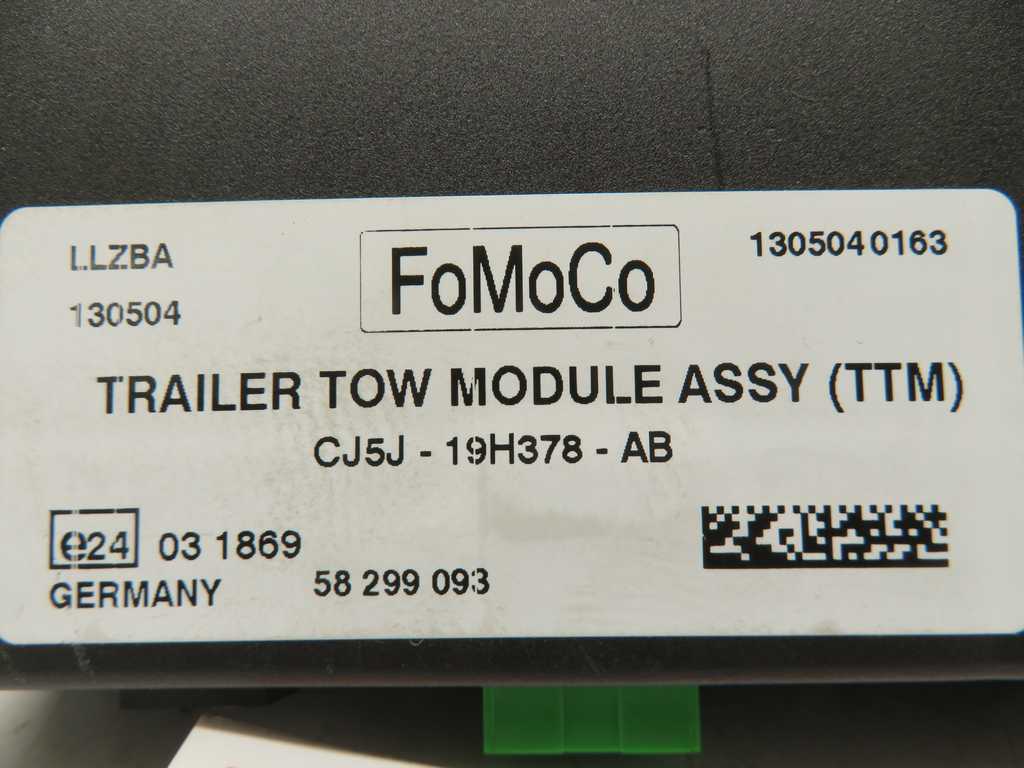 LLZBA
130504
FoMoCo
1305040163
TRAILER TOW MODULE ASSY (TTM)
CJ5J - 19H378 - AB
e24 03 1869
GERMANY
58 299 093